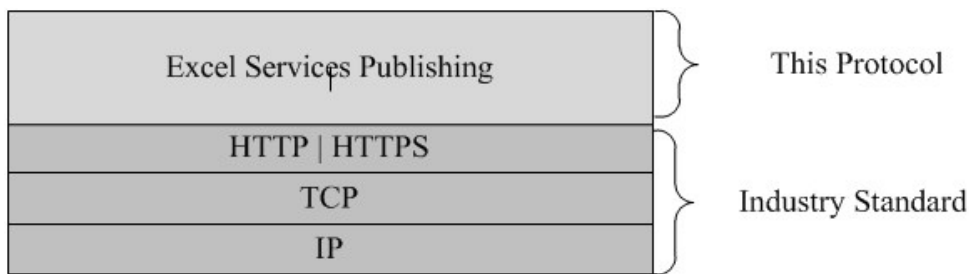 Excel Services Publishing
This Protocol
HTTP | HTTPS
TCP
Industry Standard
IP